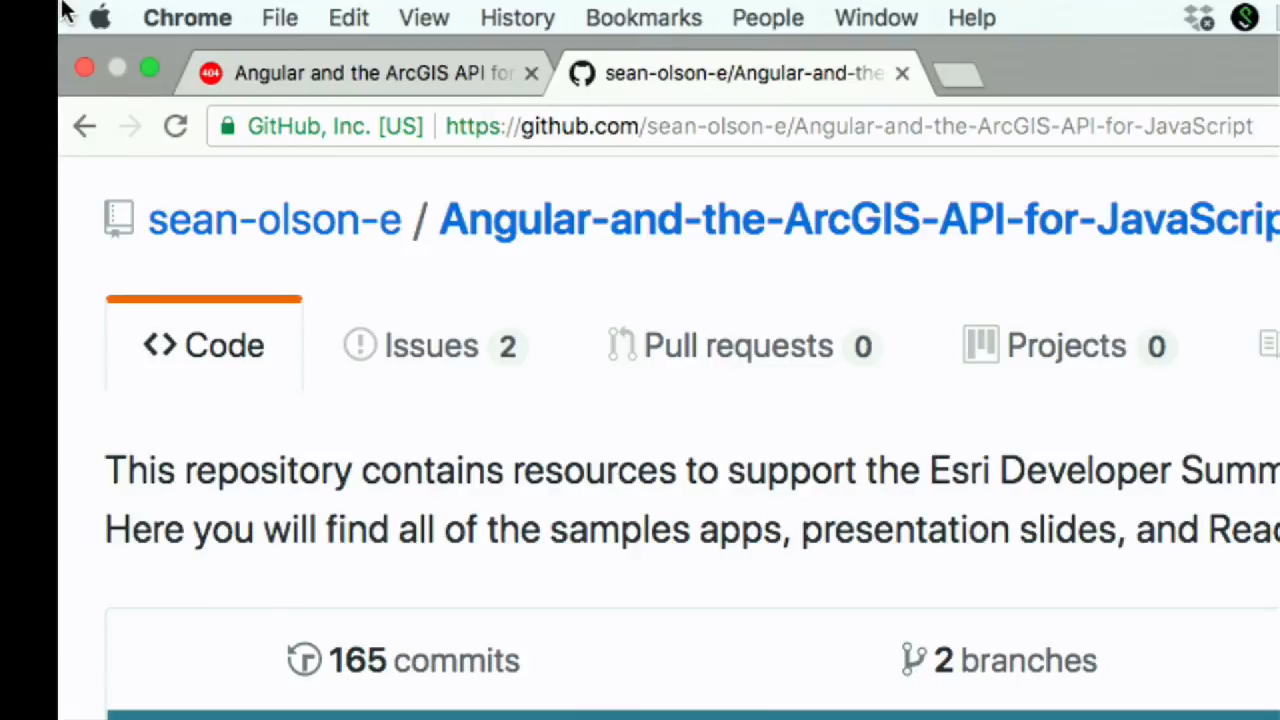 Chrome File Edit View History Bookmarks People Window Help
404 Angular and the ArcGIS API for sean-olson-e/Angular-and-the
GitHub, Inc. [US] https://github.com/sean-olson-e/Angular-and-the-ArcGIS-API-for-JavaScript
sean-olson-e / Angular-and-the-ArcGIS-API-for-JavaScrip
Code Issues 2 Pull requests 0 Projects 0
This repository contains resources to support the Esri Developer Summ
Here you will find all of the samples apps, presentation slides, and Read
165 commits 2 branches